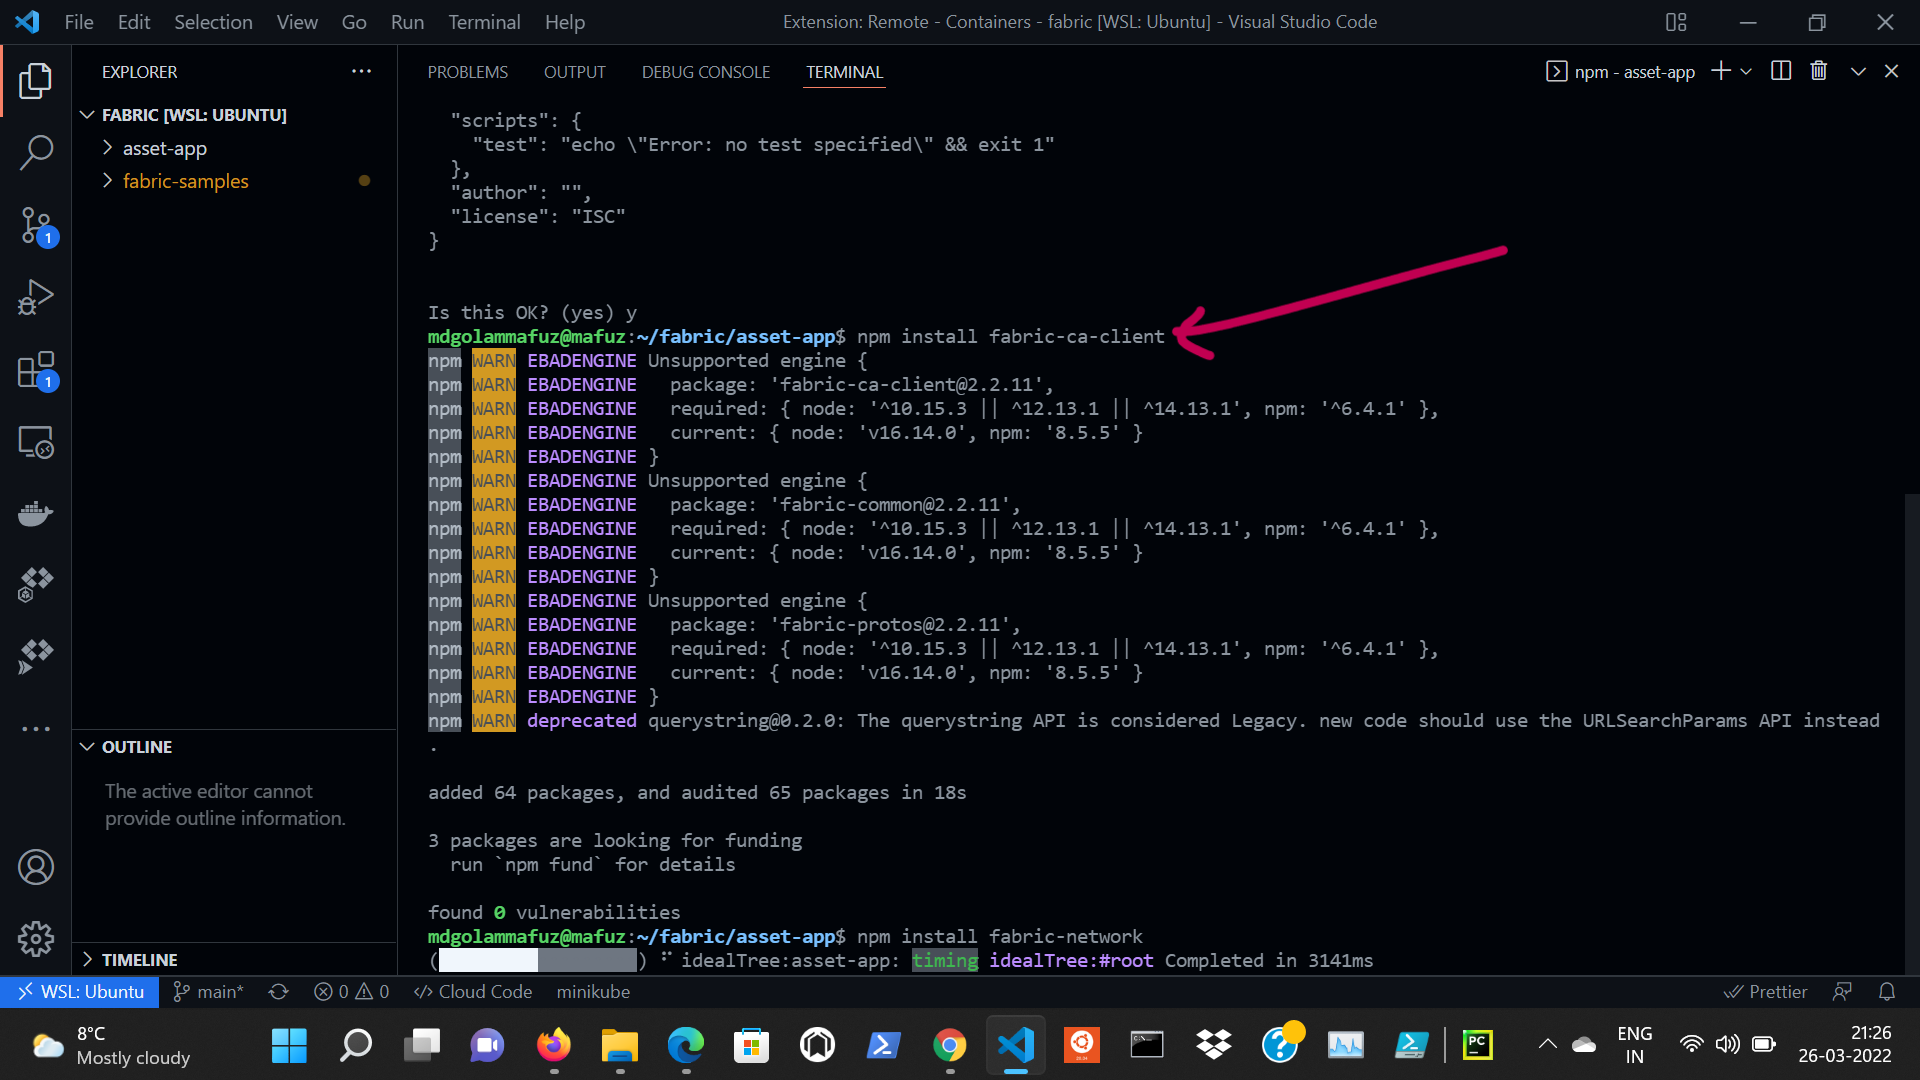 File Edit Selection View Go Run Terminal Help
Extension: Remote - Containers - fabric [WSL: Ubuntu] - Visual Studio Code
EXPLORER
FABRIC [WSL: UBUNTU]
asset-app
fabric-samples
1
1
OUTLINE
The active editor cannot
provide outline information.
TIMELINE
PROBLEMS OUTPUT DEBUG CONSOLE TERMINAL
npm - asset-app
"scripts": {
"test": "echo \"Error: no test specified\" && exit 1"
},
"author": "",
"license": "ISC"
}
Is this OK? (yes) y
mdgolammafuz@mafuz:~/fabric/asset-app$ npm install fabric-ca-client
npm WARN EBADENGINE Unsupported engine {
npm WARN EBADENGINE package: 'fabric-ca-client@2.2.11',
npm WARN EBADENGINE required: { node: '^10.15.3 || ^12.13.1 || ^14.13.1', npm: '^6.4.1' },
npm WARN EBADENGINE current: { node: 'v16.14.0', npm: '8.5.5' }
npm WARN EBADENGINE }
npm WARN EBADENGINE Unsupported engine {
npm WARN EBADENGINE package: 'fabric-common@2.2.11',
npm WARN EBADENGINE required: { node: '^10.15.3 || ^12.13.1 || ^14.13.1', npm: '^6.4.1' },
npm WARN EBADENGINE current: { node: 'v16.14.0', npm: '8.5.5' }
npm WARN EBADENGINE }
npm WARN EBADENGINE Unsupported engine {
npm WARN EBADENGINE package: 'fabric-protos@2.2.11',
npm WARN EBADENGINE required: { node: '^10.15.3 || ^12.13.1 || ^14.13.1', npm: '^6.4.1' },
npm WARN EBADENGINE current: { node: 'v16.14.0', npm: '8.5.5' }
npm WARN EBADENGINE }
npm WARN deprecated querystring@0.2.0: The querystring API is considered Legacy. new code should use the URLSearchParams API instead
.
added 64 packages, and audited 65 packages in 18s
3 packages are looking for funding
run `npm fund` for details
found 0 vulnerabilities
mdgolammafuz@mafuz:~/fabric/asset-app$ npm install fabric-network
( ) ⠋ idealTree:asset-app: timing idealTree:#root Completed in 3141ms
WSL: Ubuntu main* 0 0 Cloud Code minikube Prettier
8°C
Mostly cloudy
PC
ENG
IN
21:26
26-03-2022